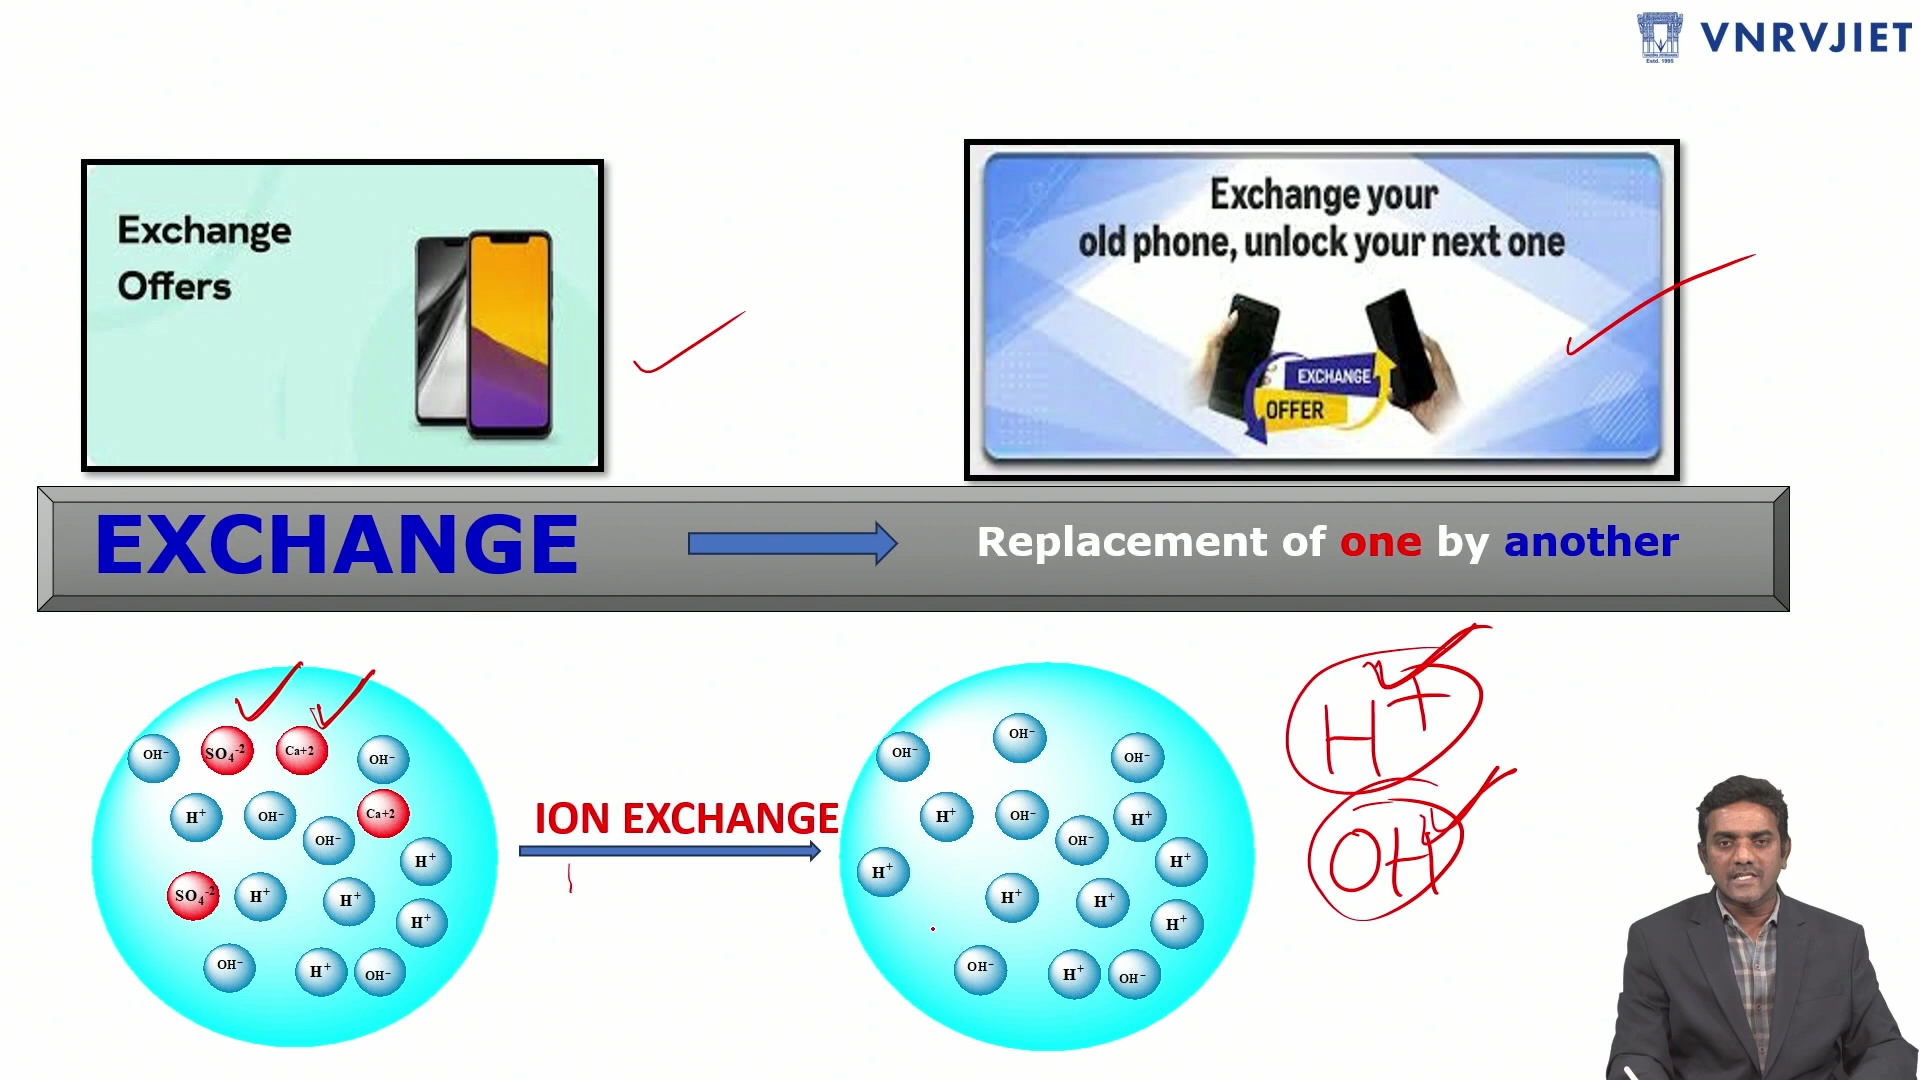 VNRVJIET
Estd. 1995
Exchange
Offers
Exchange your
old phone, unlock your next one
EXCHANGE
OFFER
EXCHANGE
Replacement of one by another
OH⁻
SO₄⁻²
Ca+2
OH⁻
H⁺
OH⁻
Ca+2
OH⁻
H⁺
SO₄⁻²
H⁺
H⁺
H⁺
OH⁻
H⁺
OH⁻
ION EXCHANGE
OH⁻
OH⁻
OH⁻
H⁺
OH⁻
H⁺
OH⁻
H⁺
H⁺
H⁺
H⁺
H⁺
OH⁻
H⁺
OH⁻
H⁺
OH